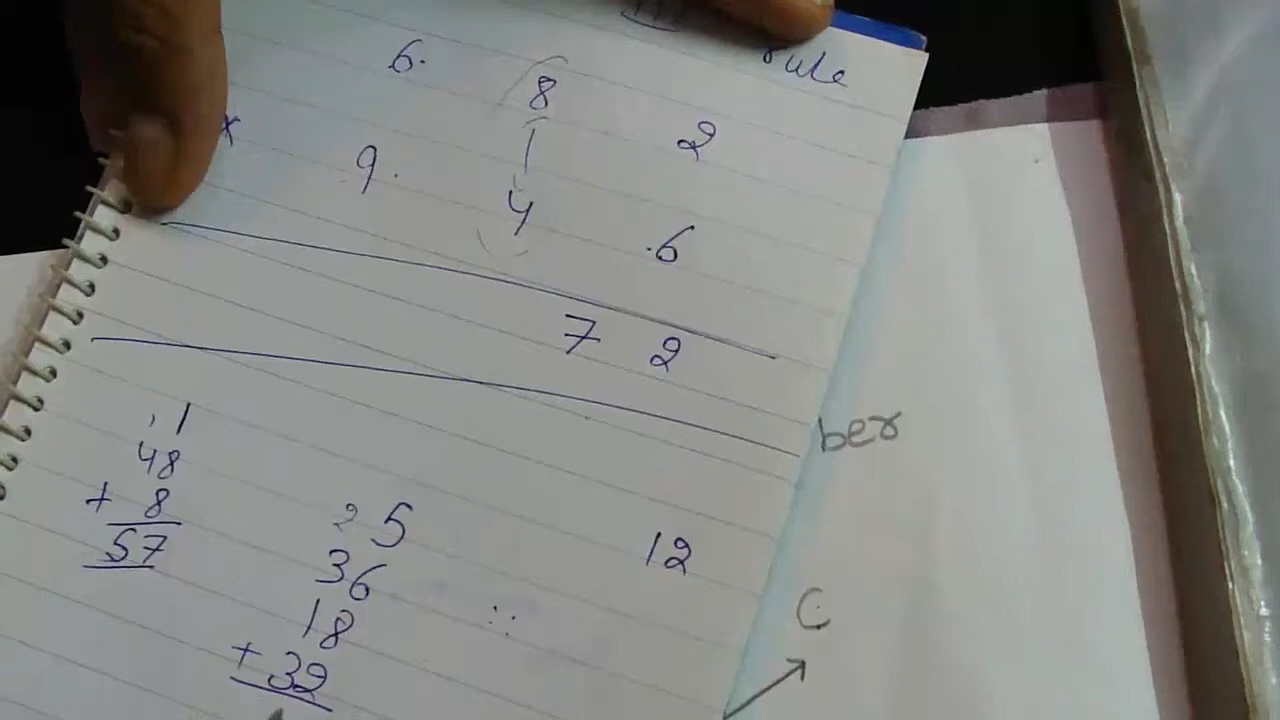 rule
6. 8 2
x 9. 4 .6
7 2
ber
1
48
+ 8
57
2 5
36
18
+ 32
12
C